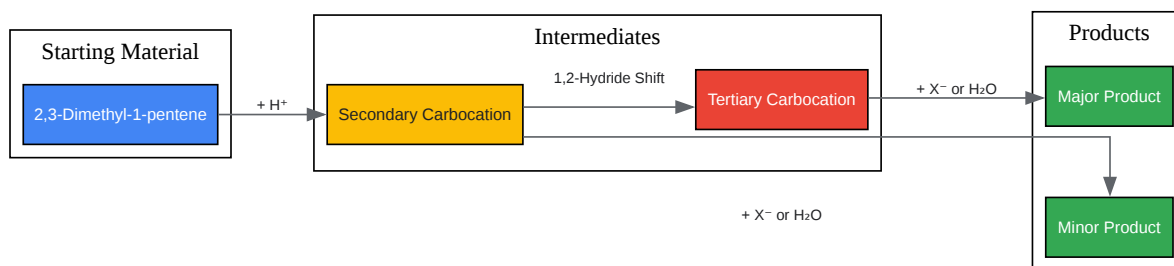 Starting Material
2,3-Dimethyl-1-pentene
+ H⁺
Intermediates
Secondary Carbocation
1,2-Hydride Shift
Tertiary Carbocation
+ X⁻ or H₂O
+ X⁻ or H₂O
Products
Major Product
Minor Product